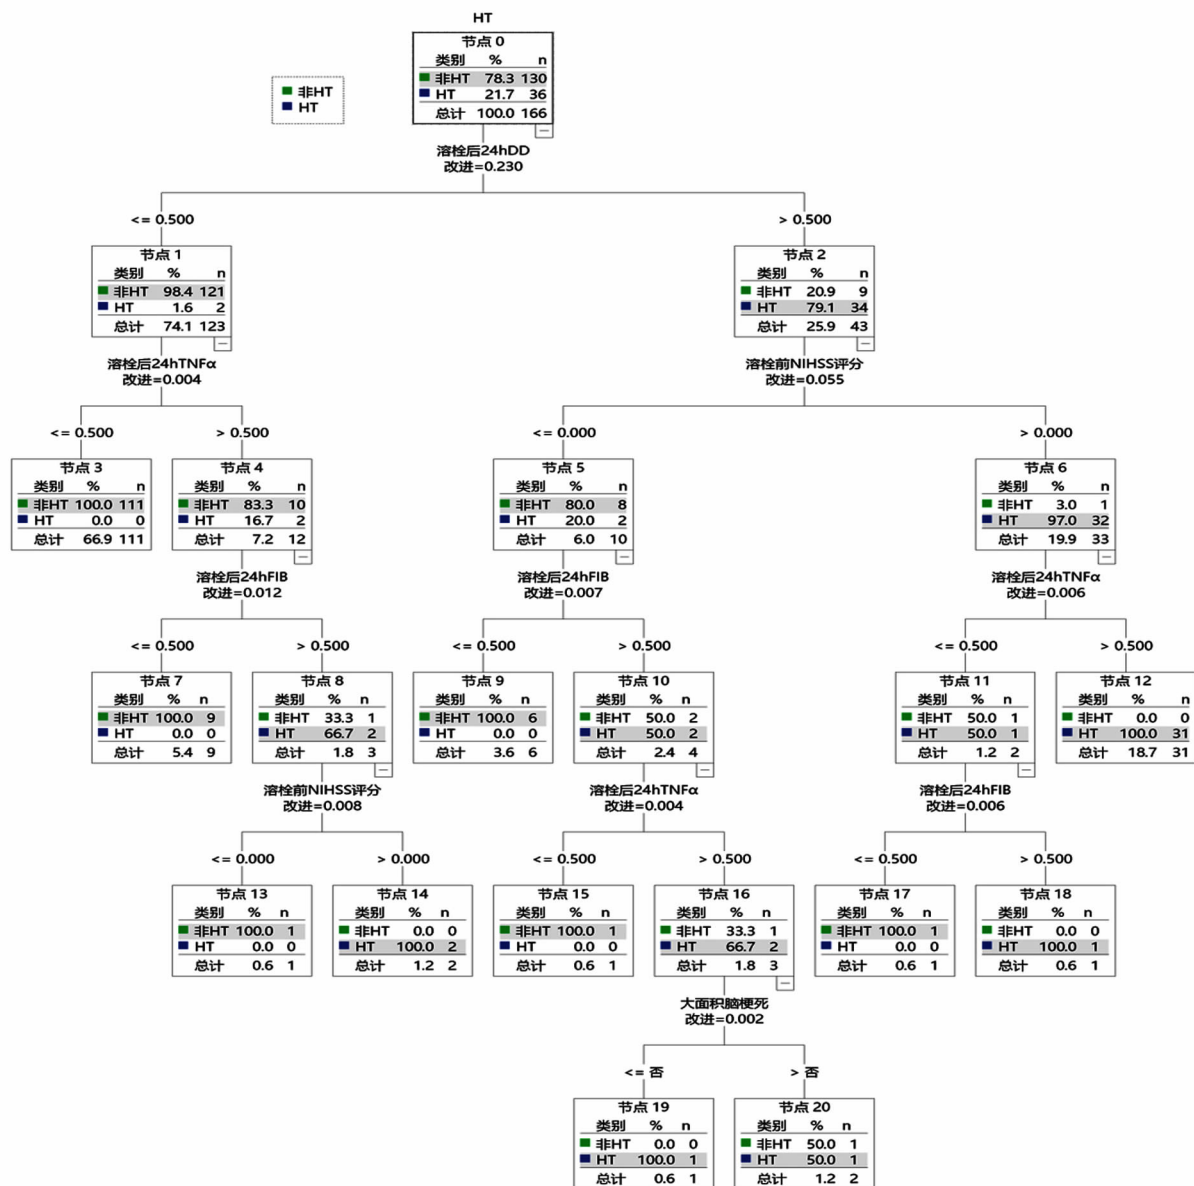 HT
非HT
HT
节点 0
类别 % n
非HT 78.3 130
HT 21.7 36
总计 100.0 166
溶栓后24hDD
改进=0.230
<= 0.500
> 0.500
节点 1
类别 % n
非HT 98.4 121
HT 1.6 2
总计 74.1 123
溶栓后24hTNFα
改进=0.004
节点 2
类别 % n
非HT 20.9 9
HT 79.1 34
总计 25.9 43
溶栓前NIHSS评分
改进=0.055
<= 0.500
> 0.500
<= 0.000
> 0.000
节点 3
类别 % n
非HT 100.0 111
HT 0.0 0
总计 66.9 111
节点 4
类别 % n
非HT 83.3 10
HT 16.7 2
总计 7.2 12
溶栓后24hFIB
改进=0.012
节点 5
类别 % n
非HT 80.0 8
HT 20.0 2
总计 6.0 10
溶栓后24hFIB
改进=0.007
节点 6
类别 % n
非HT 3.0 1
HT 97.0 32
总计 19.9 33
溶栓后24hTNFα
改进=0.006
<= 0.500
> 0.500
<= 0.500
> 0.500
<= 0.500
> 0.500
节点 7
类别 % n
非HT 100.0 9
HT 0.0 0
总计 5.4 9
节点 8
类别 % n
非HT 33.3 1
HT 66.7 2
总计 1.8 3
溶栓前NIHSS评分
改进=0.008
节点 9
类别 % n
非HT 100.0 6
HT 0.0 0
总计 3.6 6
节点 10
类别 % n
非HT 50.0 2
HT 50.0 2
总计 2.4 4
溶栓后24hTNFα
改进=0.004
节点 11
类别 % n
非HT 50.0 1
HT 50.0 1
总计 1.2 2
溶栓后24hFIB
改进=0.006
节点 12
类别 % n
非HT 0.0 0
HT 100.0 31
总计 18.7 31
<= 0.000
> 0.000
<= 0.500
> 0.500
<= 0.500
> 0.500
节点 13
类别 % n
非HT 100.0 1
HT 0.0 0
总计 0.6 1
节点 14
类别 % n
非HT 0.0 0
HT 100.0 2
总计 1.2 2
节点 15
类别 % n
非HT 100.0 1
HT 0.0 0
总计 0.6 1
节点 16
类别 % n
非HT 33.3 1
HT 66.7 2
总计 1.8 3
大面积脑梗死
改进=0.002
节点 17
类别 % n
非HT 100.0 1
HT 0.0 0
总计 0.6 1
节点 18
类别 % n
非HT 0.0 0
HT 100.0 1
总计 0.6 1
<= 否
> 否
节点 19
类别 % n
非HT 0.0 0
HT 100.0 1
总计 0.6 1
节点 20
类别 % n
非HT 50.0 1
HT 50.0 1
总计 1.2 2